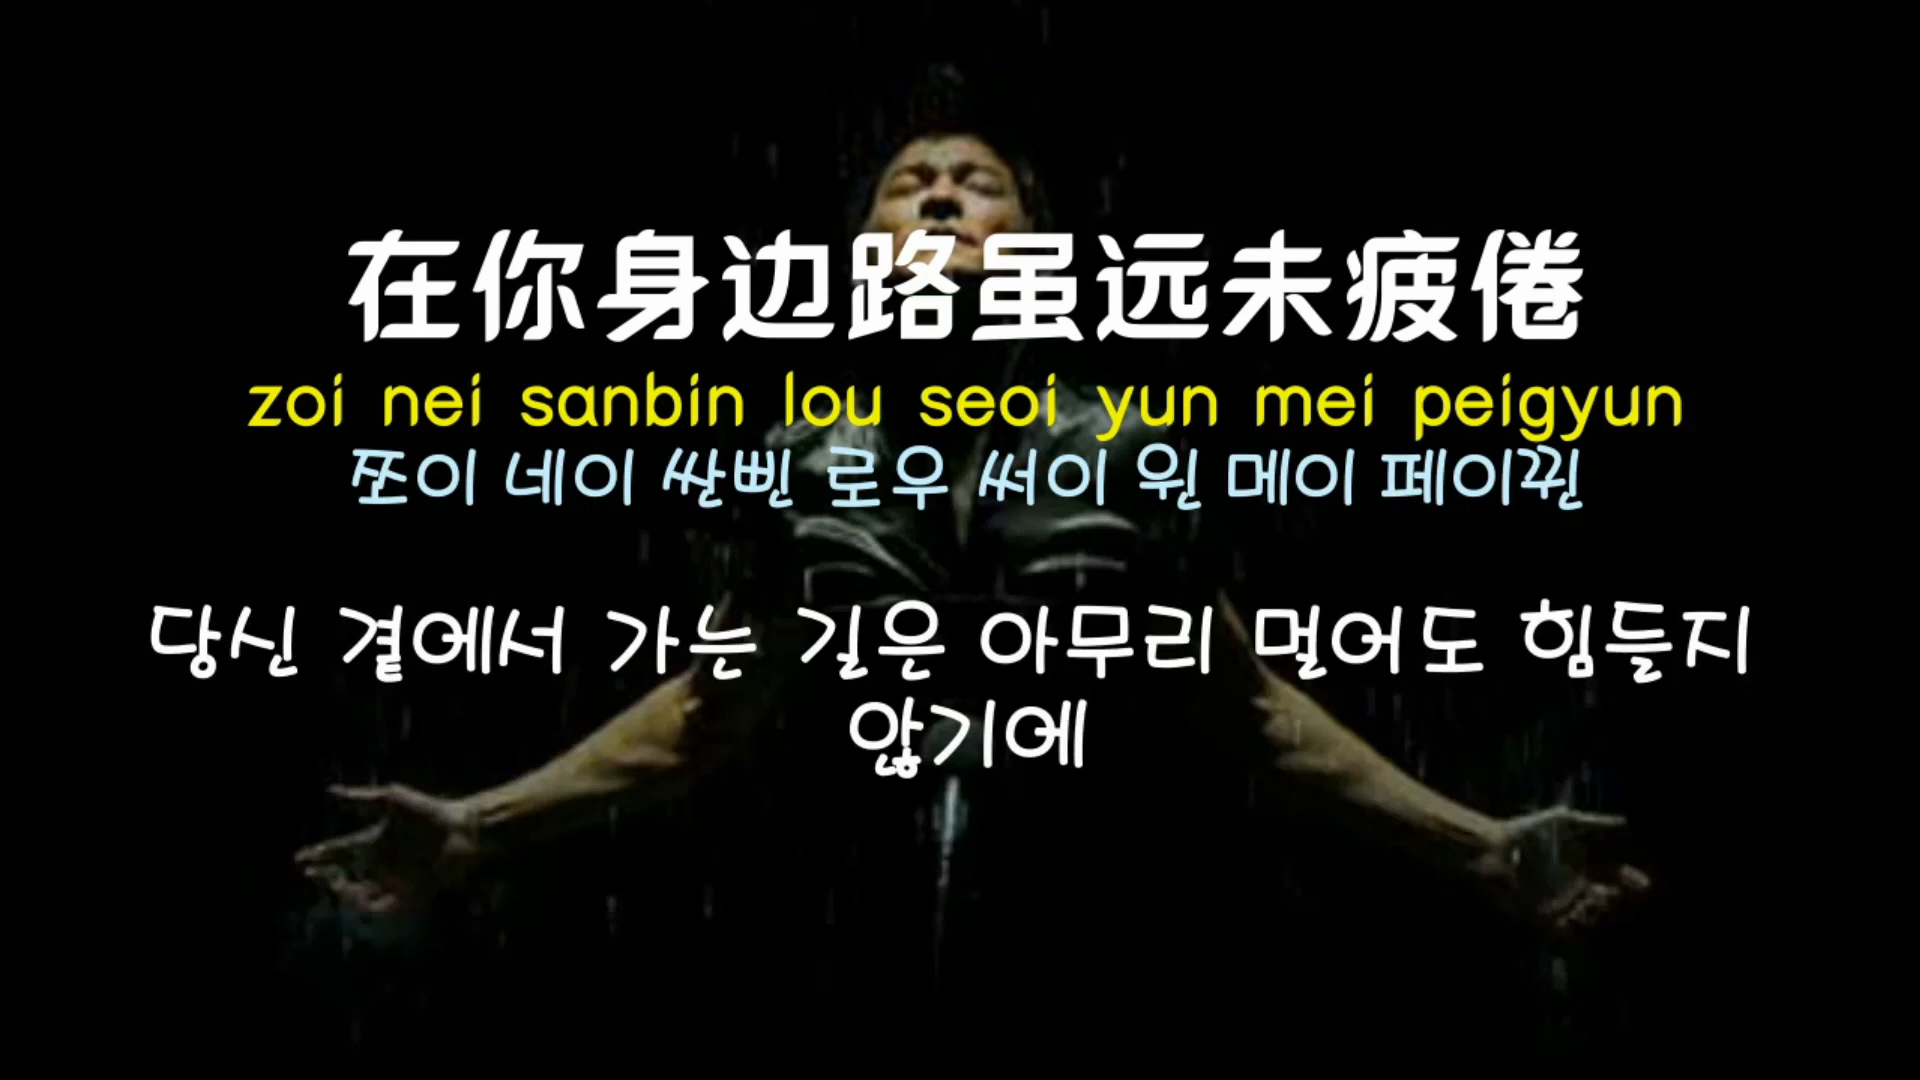 在你身边路虽远未疲倦
zoi nei sanbin lou seoi yun mei peigyun
쪼이 네이 싼삔 로우 써이 윈 메이 페이뀐
당신 곁에서 가는 길은 아무리 멀어도 힘들지
않기에